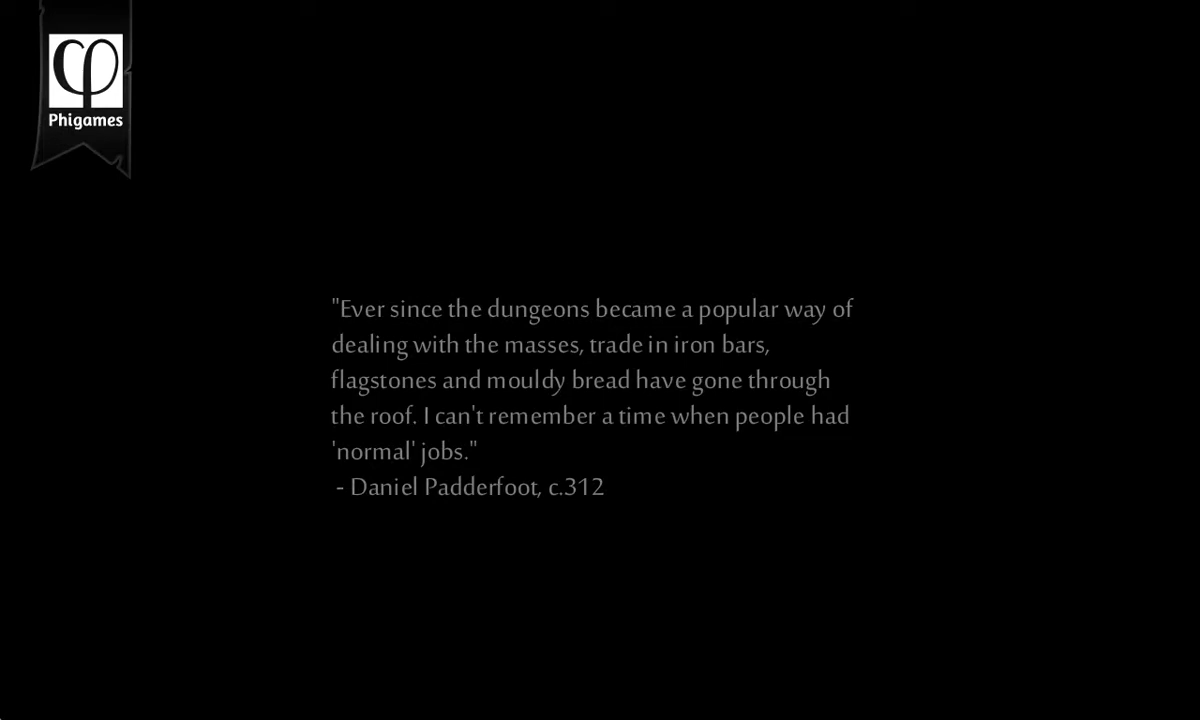 φ
Phigames
"Ever since the dungeons became a popular way of
dealing with the masses, trade in iron bars,
flagstones and mouldy bread have gone through
the roof. I can't remember a time when people had
'normal' jobs."
- Daniel Padderfoot, c.312